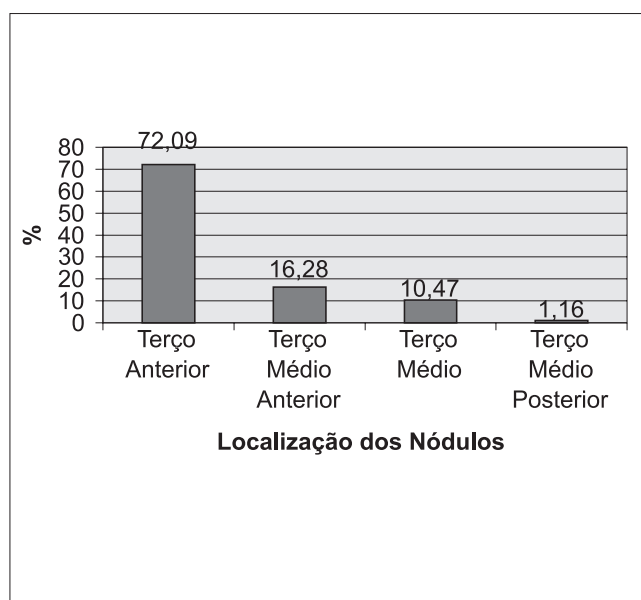 72,09
80
70
60
50
40
30
20
10
0
%
16,28
10,47
1,16
Terço
Anterior
Terço
Médio
Anterior
Terço
Médio
Terço
Médio
Posterior
Localização dos Nódulos